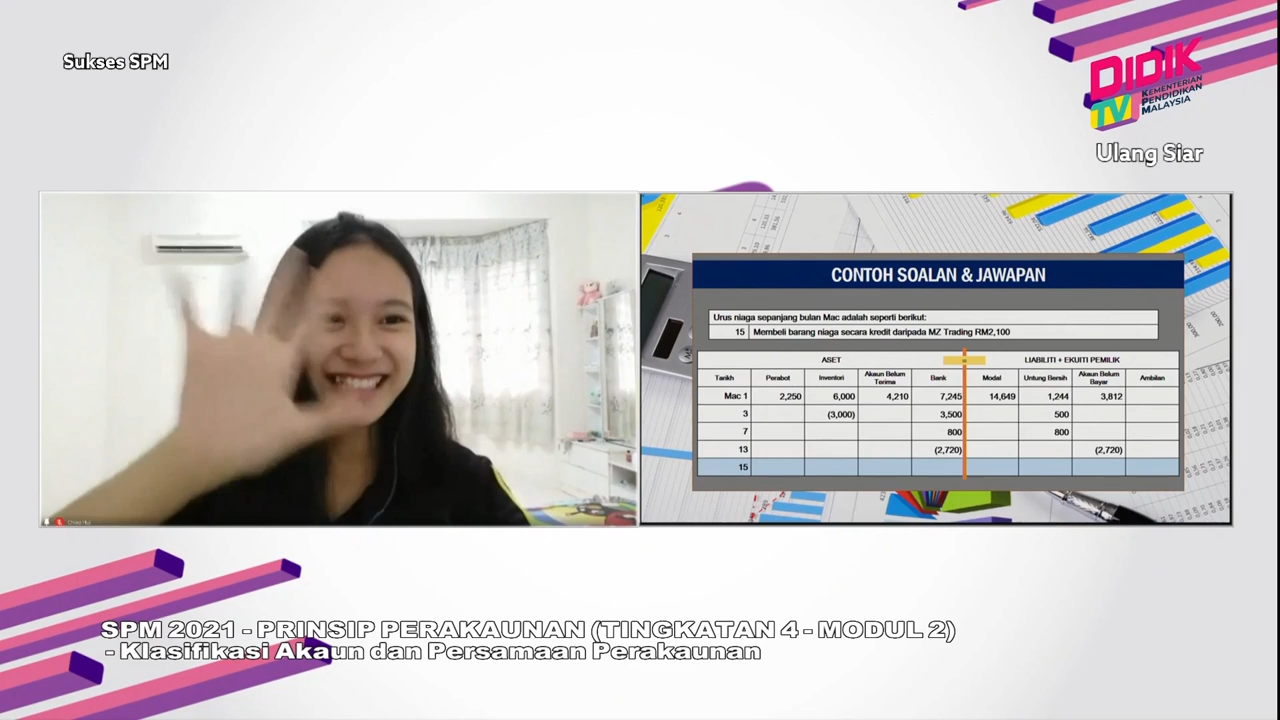 Sukses SPM
DIDIK
TV
KEMENTERIAN
PENDIDIKAN
MALAYSIA
Ulang Siar
CONTOH SOALAN & JAWAPAN
Urus niaga sepanjang bulan Mac adalah seperti berikut:
15 Membeli barang niaga secara kredit daripada MZ Trading RM2,100
ASET = LIABILITI + EKUITI PEMILIK
Tarikh Perabot Inventori Akaun Belum Terima Bank Modal Untung Bersih Akaun Belum Bayar Ambilan
Mac 1 2,250 6,000 4,210 7,245 14,649 1,244 3,812
3 (3,000) 3,500 500
7 800 800
13 (2,720) (2,720)
15
SPM 2021 - PRINSIP PERAKAUNAN (TINGKATAN 4 - MODUL 2)
- Klasifikasi Akaun dan Persamaan Perakaunan